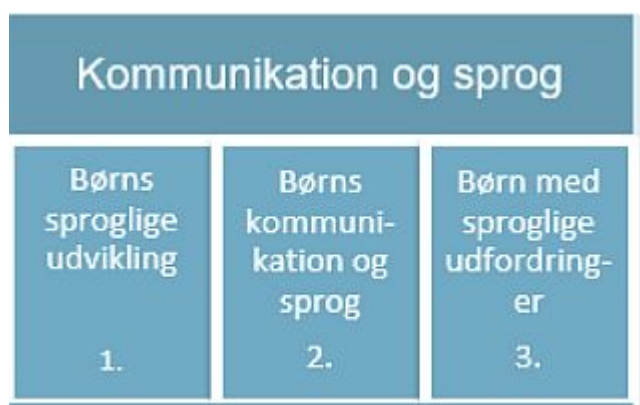 Kommunikation og sprog
Børns
sproglige
udvikling
1.
Børns
kommuni-
kation og
sprog
2.
Børn med
sproglige
udfordring-
er
3.